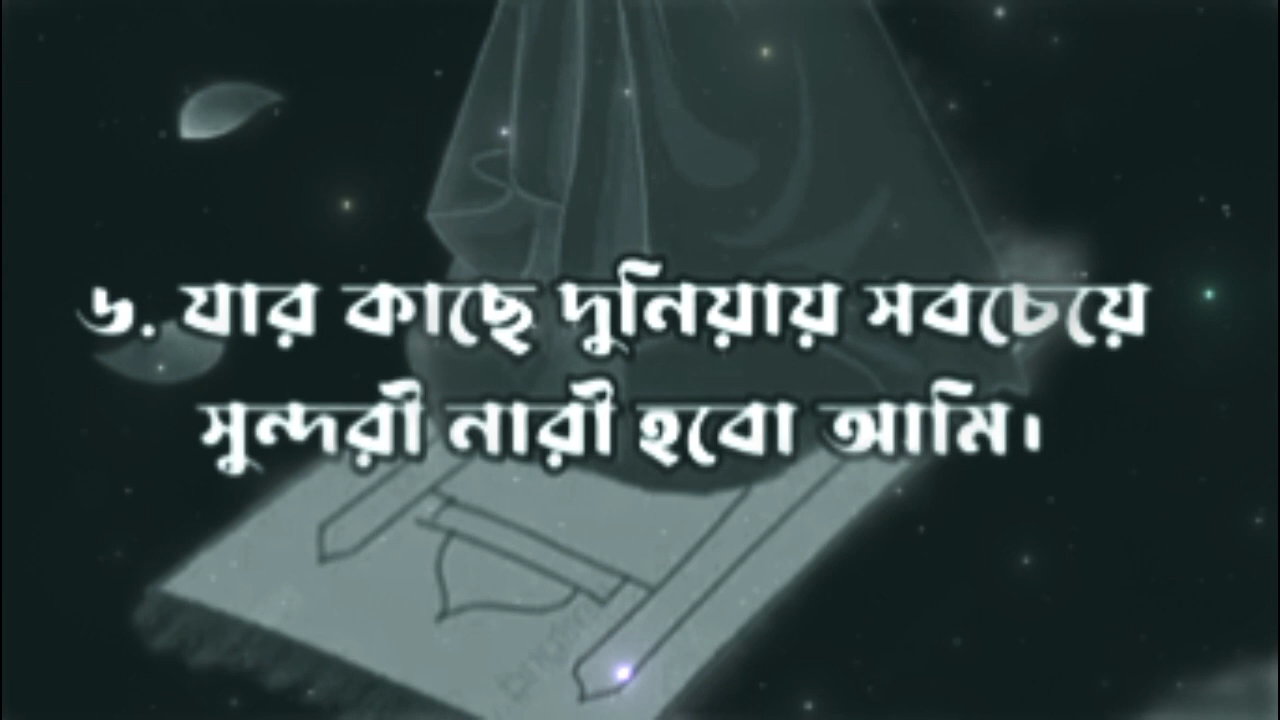 ৬. যার কাছে দুনিয়ায় সবচেয়ে
সুন্দরী নারী হবো আমি।